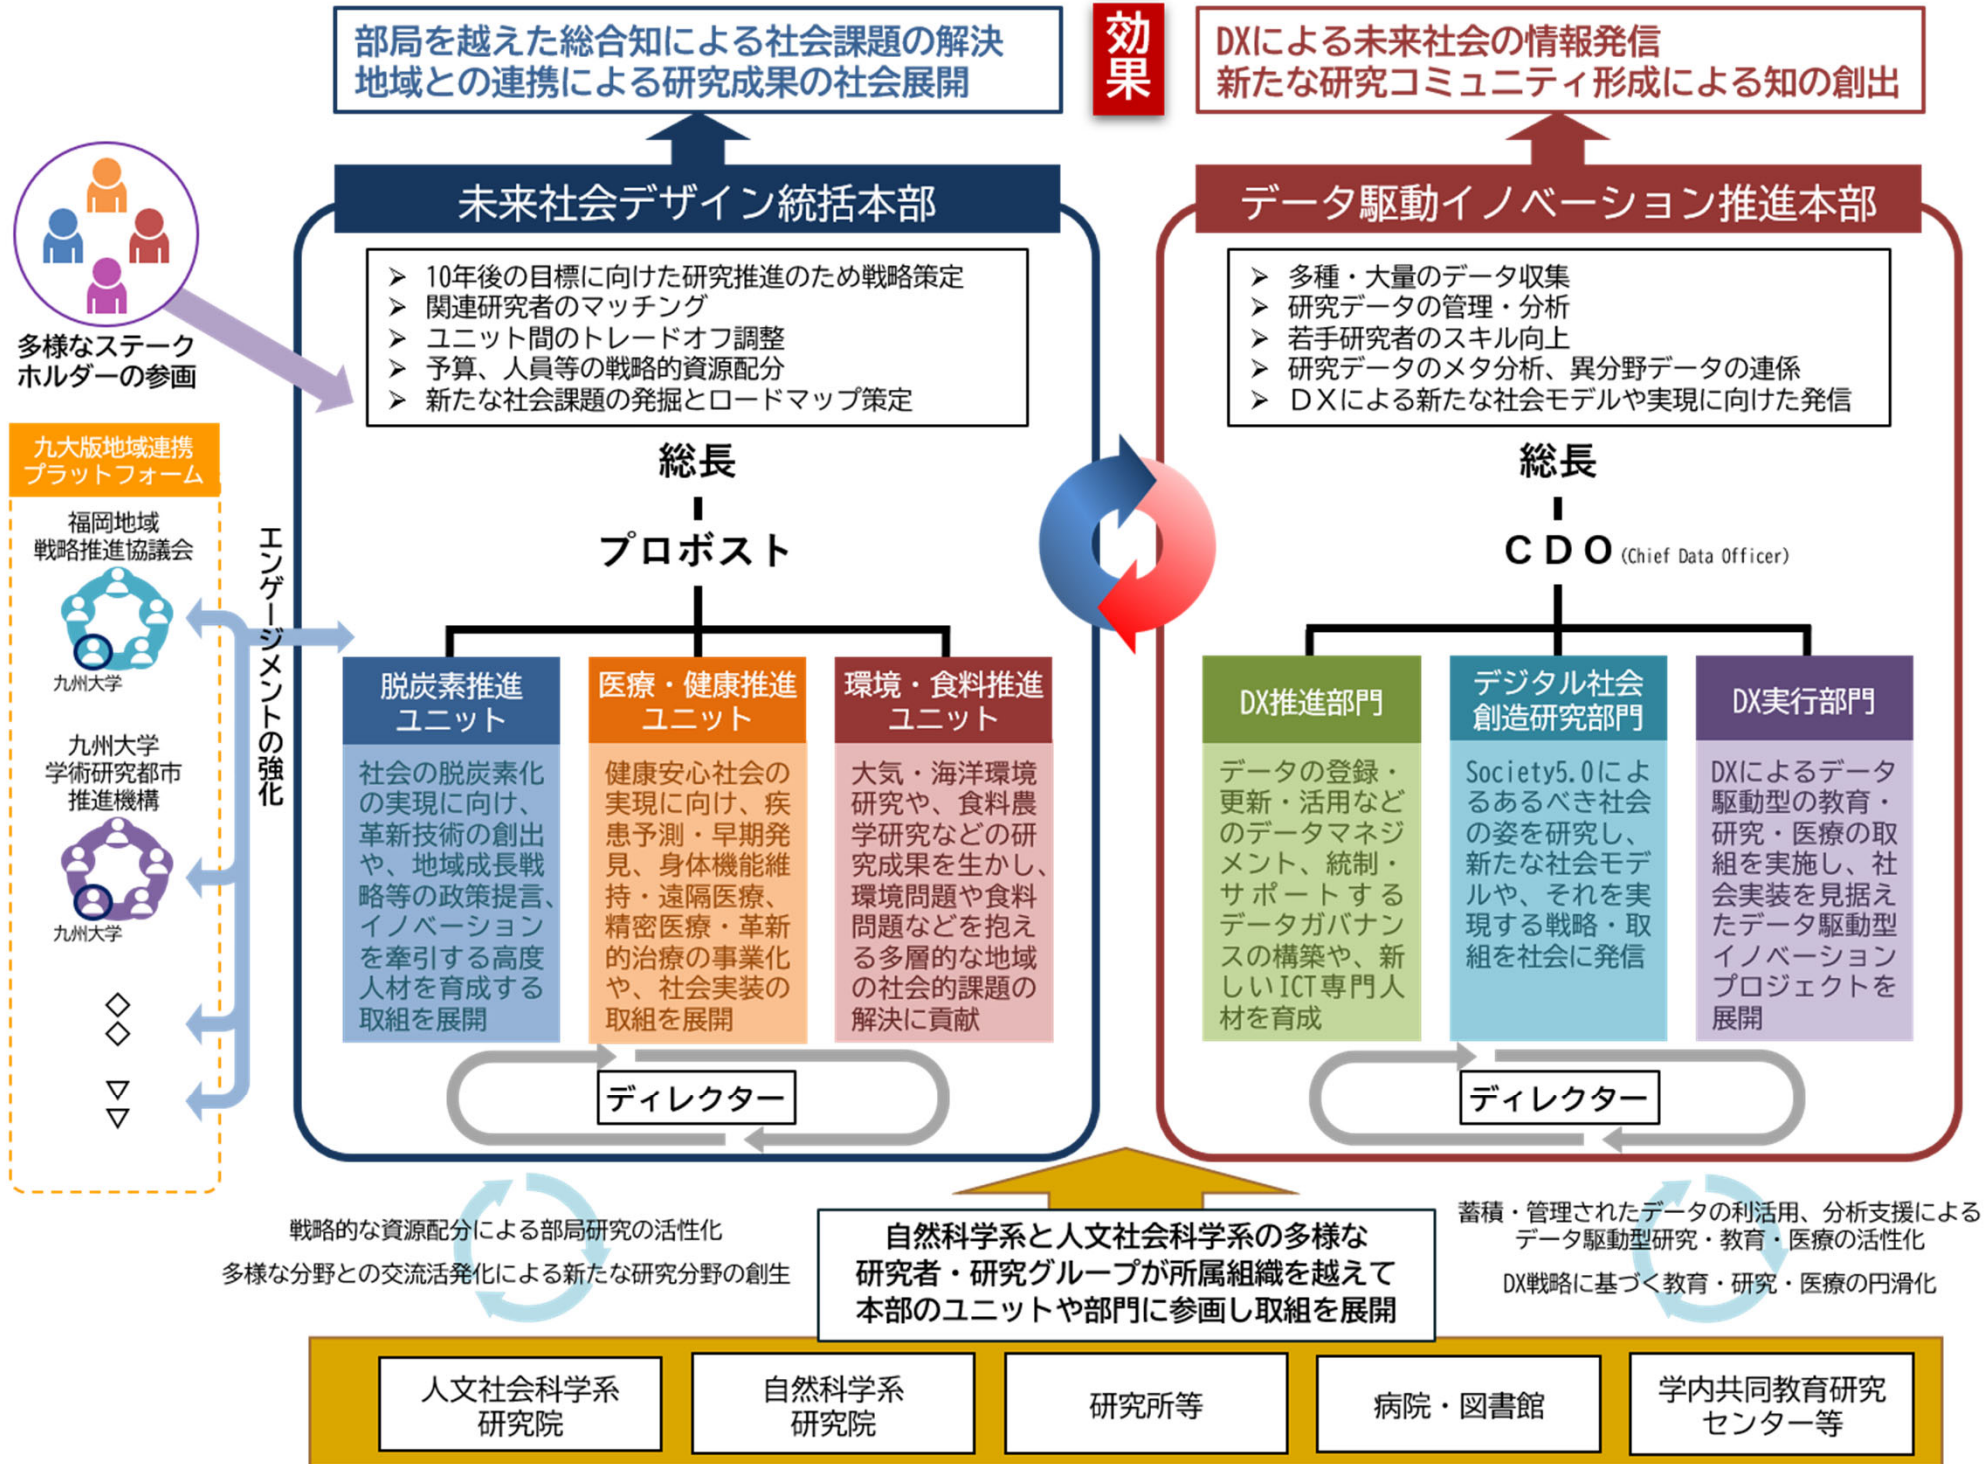 部局を越えた総合知による社会課題の解決
地域との連携による研究成果の社会展開
効果
DXによる未来社会の情報発信
新たな研究コミュニティ形成による知の創出
多様なステーク
ホルダーの参画
九大版地域連携
プラットフォーム
福岡地域
戦略推進協議会
九州大学
九州大学
学術研究都市
推進機構
九州大学
◇
◇
▽
▽
エンゲージメントの強化
未来社会デザイン統括本部
➢ 10年後の目標に向けた研究推進のため戦略策定
➢ 関連研究者のマッチング
➢ ユニット間のトレードオフ調整
➢ 予算、人員等の戦略的資源配分
➢ 新たな社会課題の発掘とロードマップ策定
総長
プロボスト
脱炭素推進
ユニット
社会の脱炭素化
の実現に向け、
革新技術の創出
や、地域成長戦
略等の政策提言、
イノベーション
を牽引する高度
人材を育成する
取組を展開
医療・健康推進
ユニット
健康安心社会の
実現に向け、疾
患予測・早期発
見、身体機能維
持・遠隔医療、
精密医療・革新
的治療の事業化
や、社会実装の
取組を展開
環境・食料推進
ユニット
大気・海洋環境
研究や、食料農
学研究などの研
究成果を生かし、
環境問題や食料
問題などを抱え
る多層的な地域
の社会的課題の
解決に貢献
ディレクター
データ駆動イノベーション推進本部
➢ 多種・大量のデータ収集
➢ 研究データの管理・分析
➢ 若手研究者のスキル向上
➢ 研究データのメタ分析、異分野データの連係
➢ ＤＸによる新たな社会モデルや実現に向けた発信
総長
ＣＤＯ(Chief Data Officer)
DX推進部門
データの登録・
更新・活用など
のデータマネジ
メント、統制・
サポートする
データガバナン
スの構築や、新
しいICT専門人
材を育成
デジタル社会
創造研究部門
Society5.0によ
るあるべき社会
の姿を研究し、
新たな社会モデ
ルや、それを実
現する戦略・取
組を社会に発信
DX実行部門
DXによるデータ
駆動型の教育・
研究・医療の取
組を実施し、社
会実装を見据え
たデータ駆動型
イノベーション
プロジェクトを
展開
ディレクター
戦略的な資源配分による部局研究の活性化
多様な分野との交流活発化による新たな研究分野の創生
自然科学系と人文社会科学系の多様な
研究者・研究グループが所属組織を越えて
本部のユニットや部門に参画し取組を展開
蓄積・管理されたデータの利活用、分析支援による
データ駆動型研究・教育・医療の活性化
DX戦略に基づく教育・研究・医療の円滑化
人文社会科学系
研究院
自然科学系
研究院
研究所等
病院・図書館
学内共同教育研究
センター等